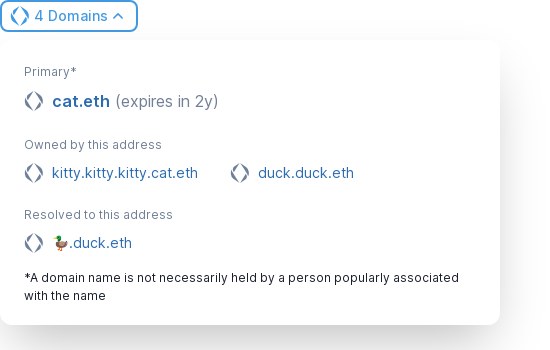 4 Domains
Primary*
cat.eth (expires in 2y)
Owned by this address
kitty.kitty.kitty.cat.eth duck.duck.eth
Resolved to this address
🦆.duck.eth
*A domain name is not necessarily held by a person popularly associated
with the name